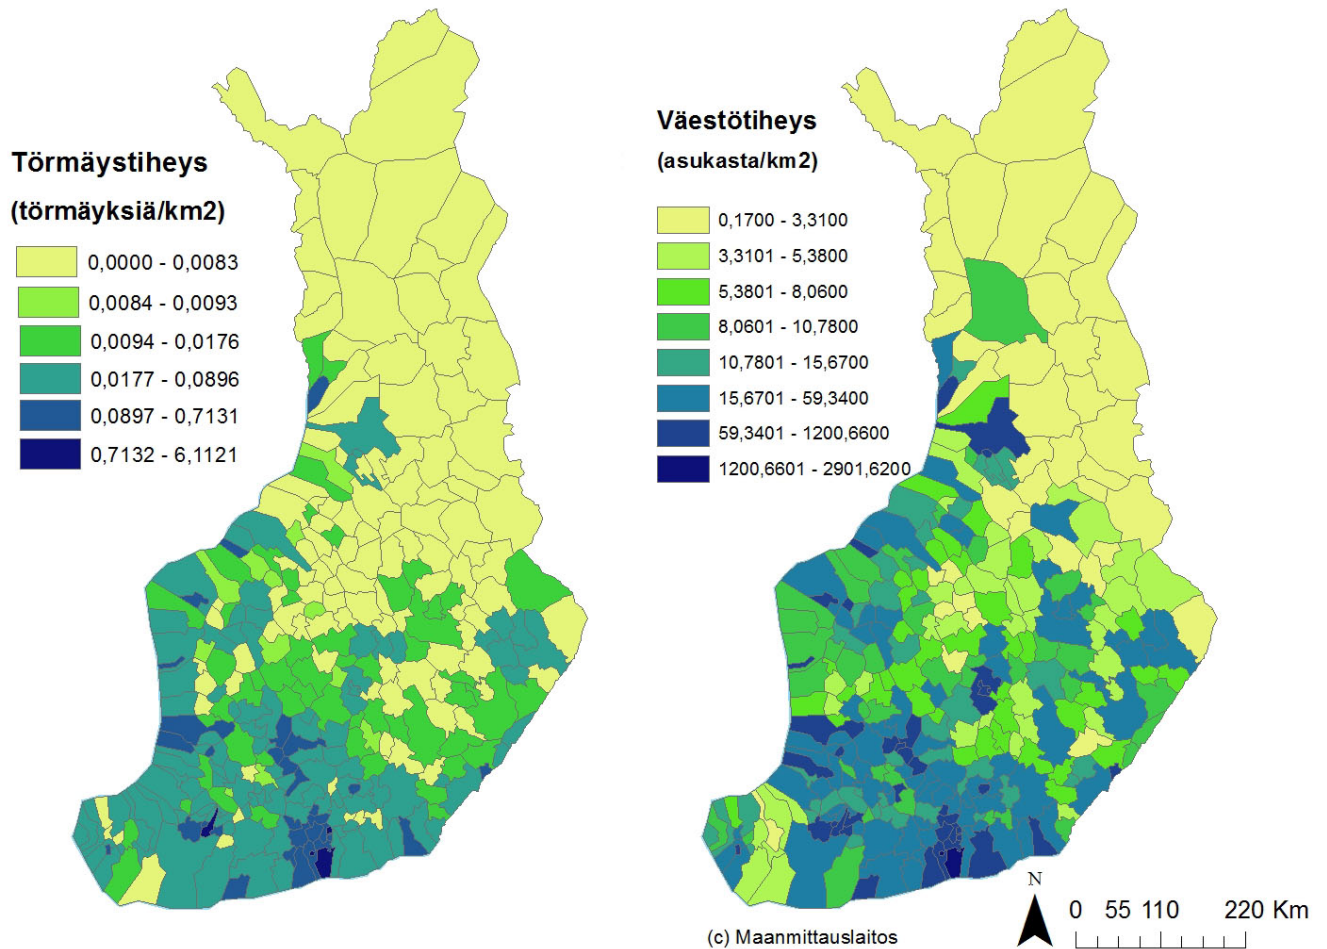 Törmäystiheys
(törmäyksiä/km2)
0,0000 - 0,0083
0,0084 - 0,0093
0,0094 - 0,0176
0,0177 - 0,0896
0,0897 - 0,7131
0,7132 - 6,1121
Väestötiheys
(asukasta/km2)
0,1700 - 3,3100
3,3101 - 5,3800
5,3801 - 8,0600
8,0601 - 10,7800
10,7801 - 15,6700
15,6701 - 59,3400
59,3401 - 1200,6600
1200,6601 - 2901,6200
N
0 55 110 220 Km
(c) Maanmittauslaitos